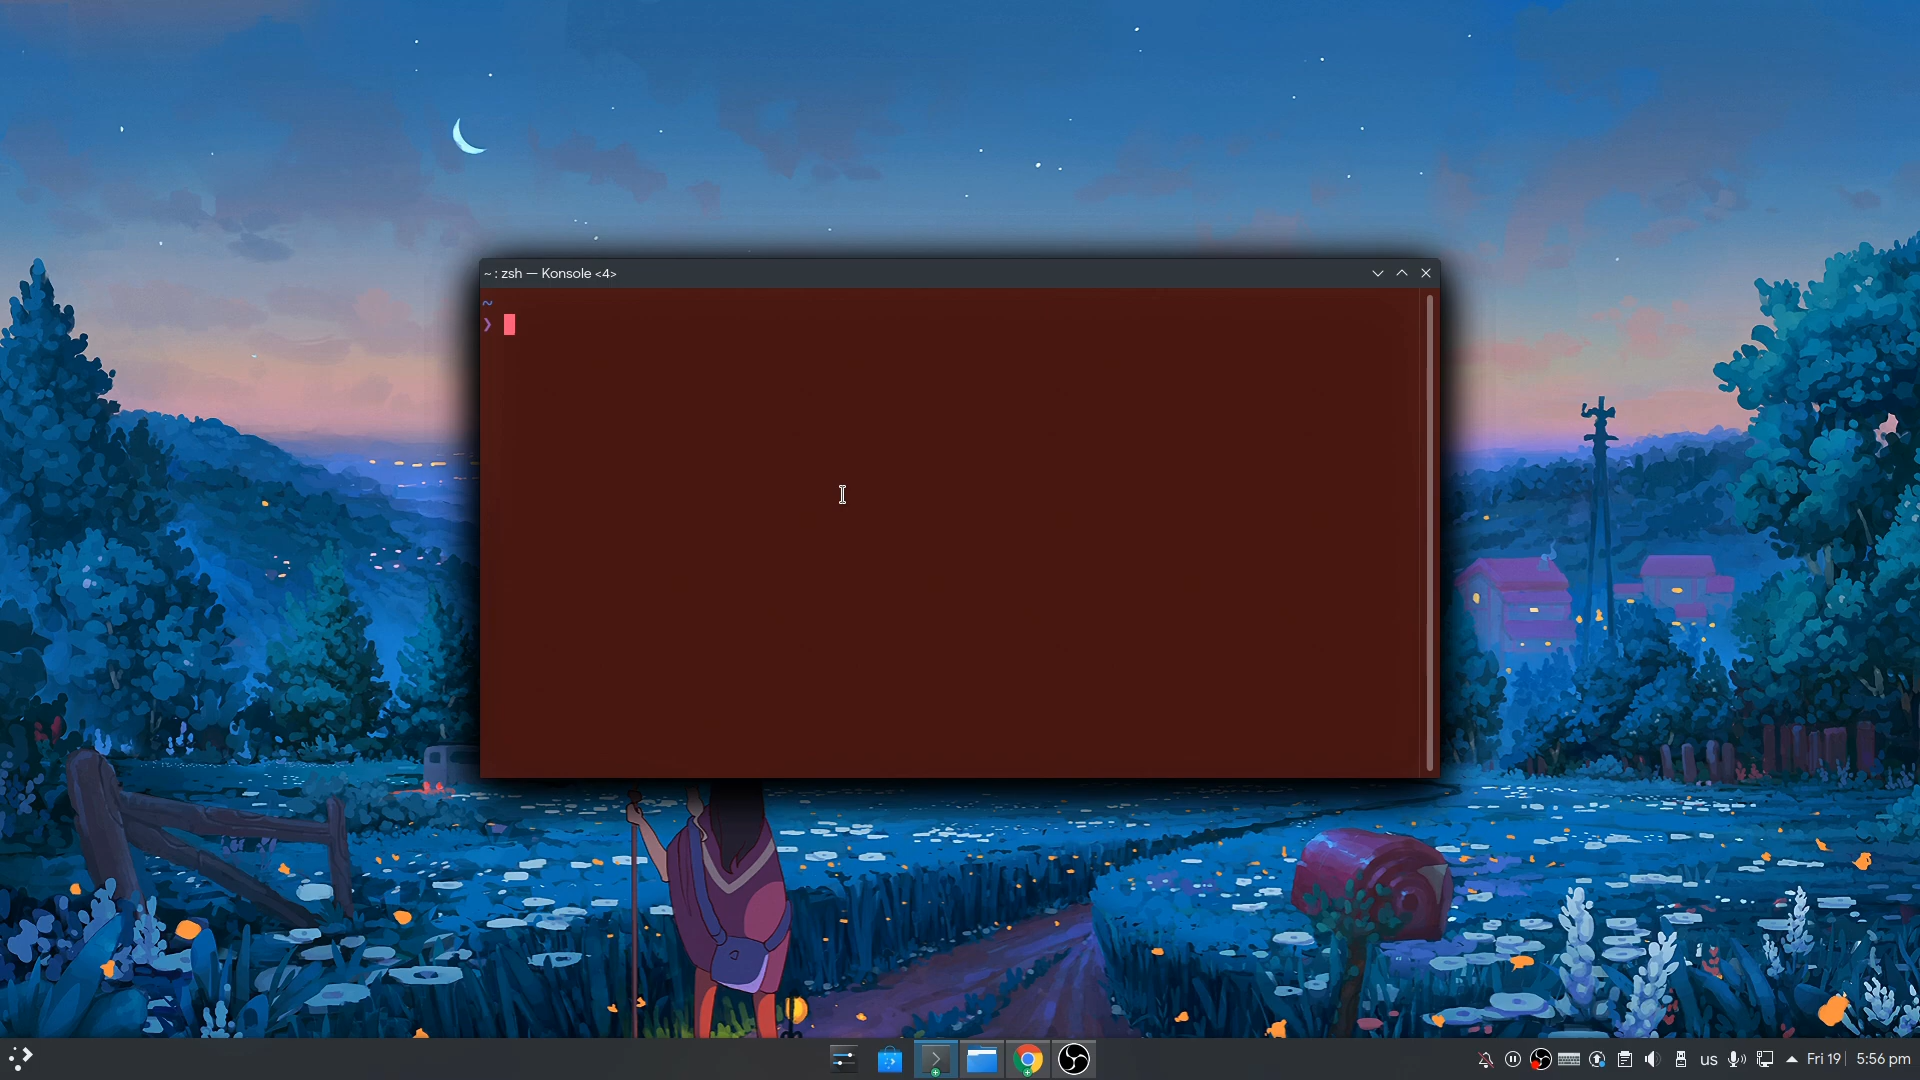 ~ : zsh — Konsole <4>
~
❯
us
Fri 19
5:56 pm